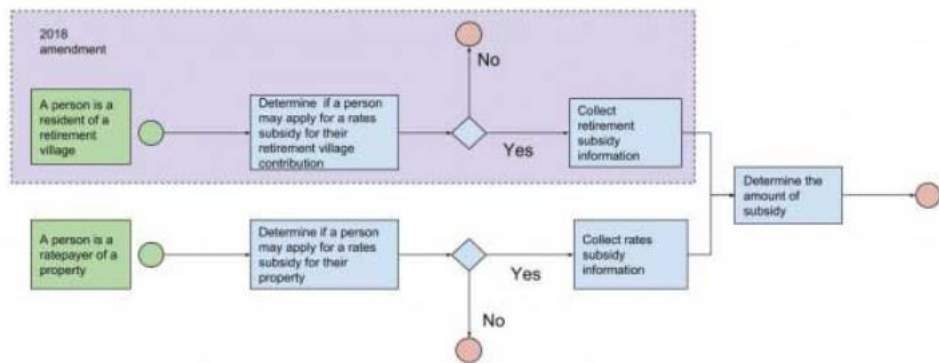 2018
amendment
No
A person is a
resident of a
retirement
village
Determine if a person
may apply for a rates
subsidy for their
retirement village
contribution
Yes
Collect
retirement
subsidy
information
Determine the
amount of
subsidy
A person is a
ratepayer of a
property
Determine if a person
may apply for a rates
subsidy for their
property
Yes
Collect rates
subsidy
information
No